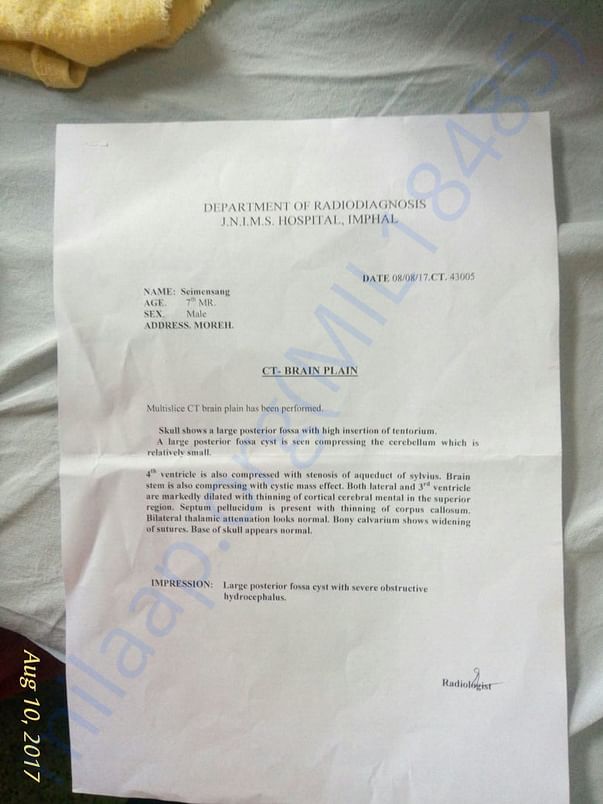 DEPARTMENT OF RADIODIAGNOSIS
J.N.I.M.S. HOSPITAL, IMPHAL
DATE 08/08/17.CT. 43005
NAME: Seimensang
AGE. 7th MR.
SEX. Male
ADDRESS. MOREH.
CT- BRAIN PLAIN
Multislice CT brain plain has been performed.
Skull shows a large posterior fossa with high insertion of tentorium.
A large posterior fossa cyst is seen compressing the cerebellum which is
relatively small.
4th ventricle is also compressed with stenosis of aqueduct of sylvius. Brain
stem is also compressing with cystic mass effect. Both lateral and 3rd ventricle
are markedly dilated with thinning of cortical cerebral mental in the superior
region. Septum pellucidum is present with thinning of corpus callosum.
Bilateral thalamic attenuation looks normal. Bony calvarium shows widening
of sutures. Base of skull appears normal.
IMPRESSION: Large posterior fossa cyst with severe obstructive
hydrocephalus.
Radiologist
Aug 10, 2017
milaap.org(MIL18485)